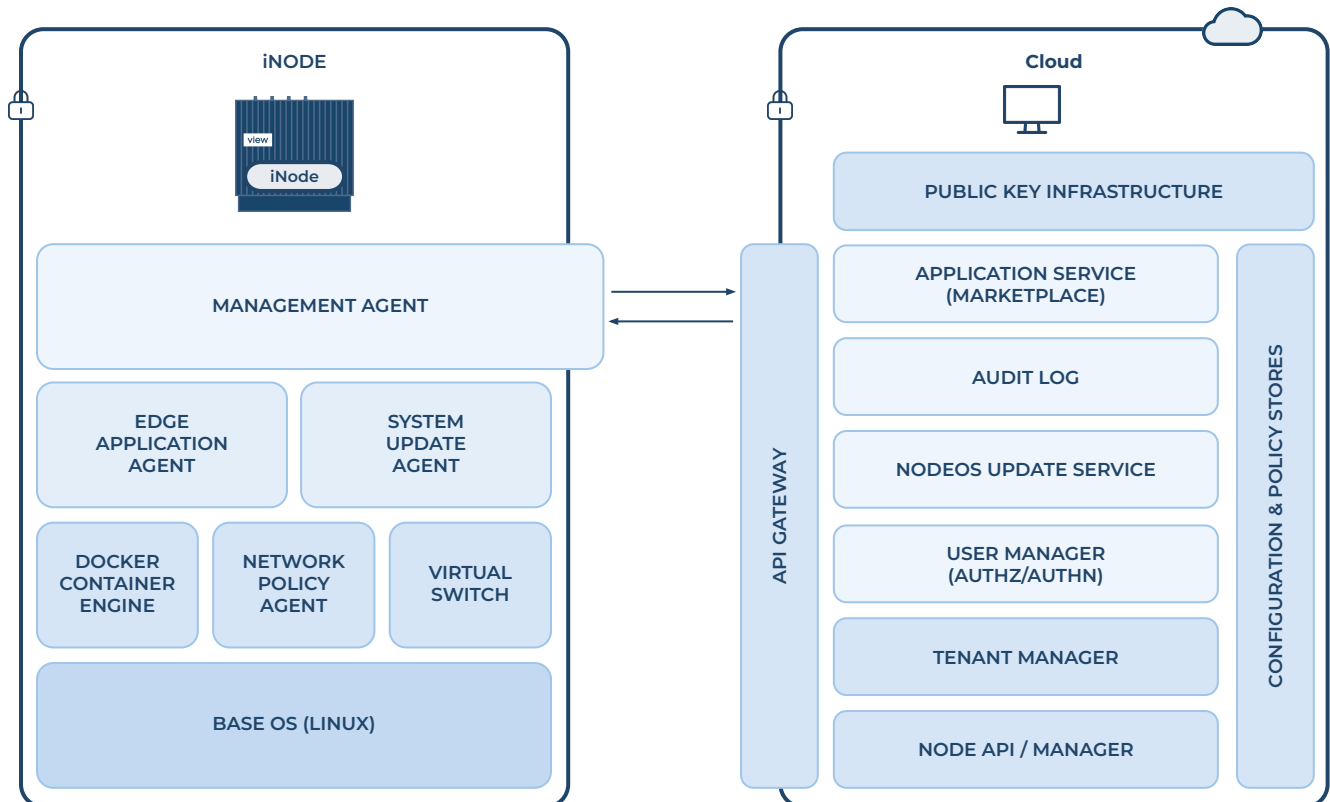 iNODE
view
iNode
MANAGEMENT AGENT
EDGE
APPLICATION
AGENT
SYSTEM
UPDATE
AGENT
DOCKER
CONTAINER
ENGINE
NETWORK
POLICY
AGENT
VIRTUAL
SWITCH
BASE OS (LINUX)
Cloud
PUBLIC KEY INFRASTRUCTURE
API GATEWAY
APPLICATION SERVICE
(MARKETPLACE)
AUDIT LOG
NODEOS UPDATE SERVICE
USER MANAGER
(AUTHZ/AUTHN)
TENANT MANAGER
NODE API / MANAGER
CONFIGURATION & POLICY STORES